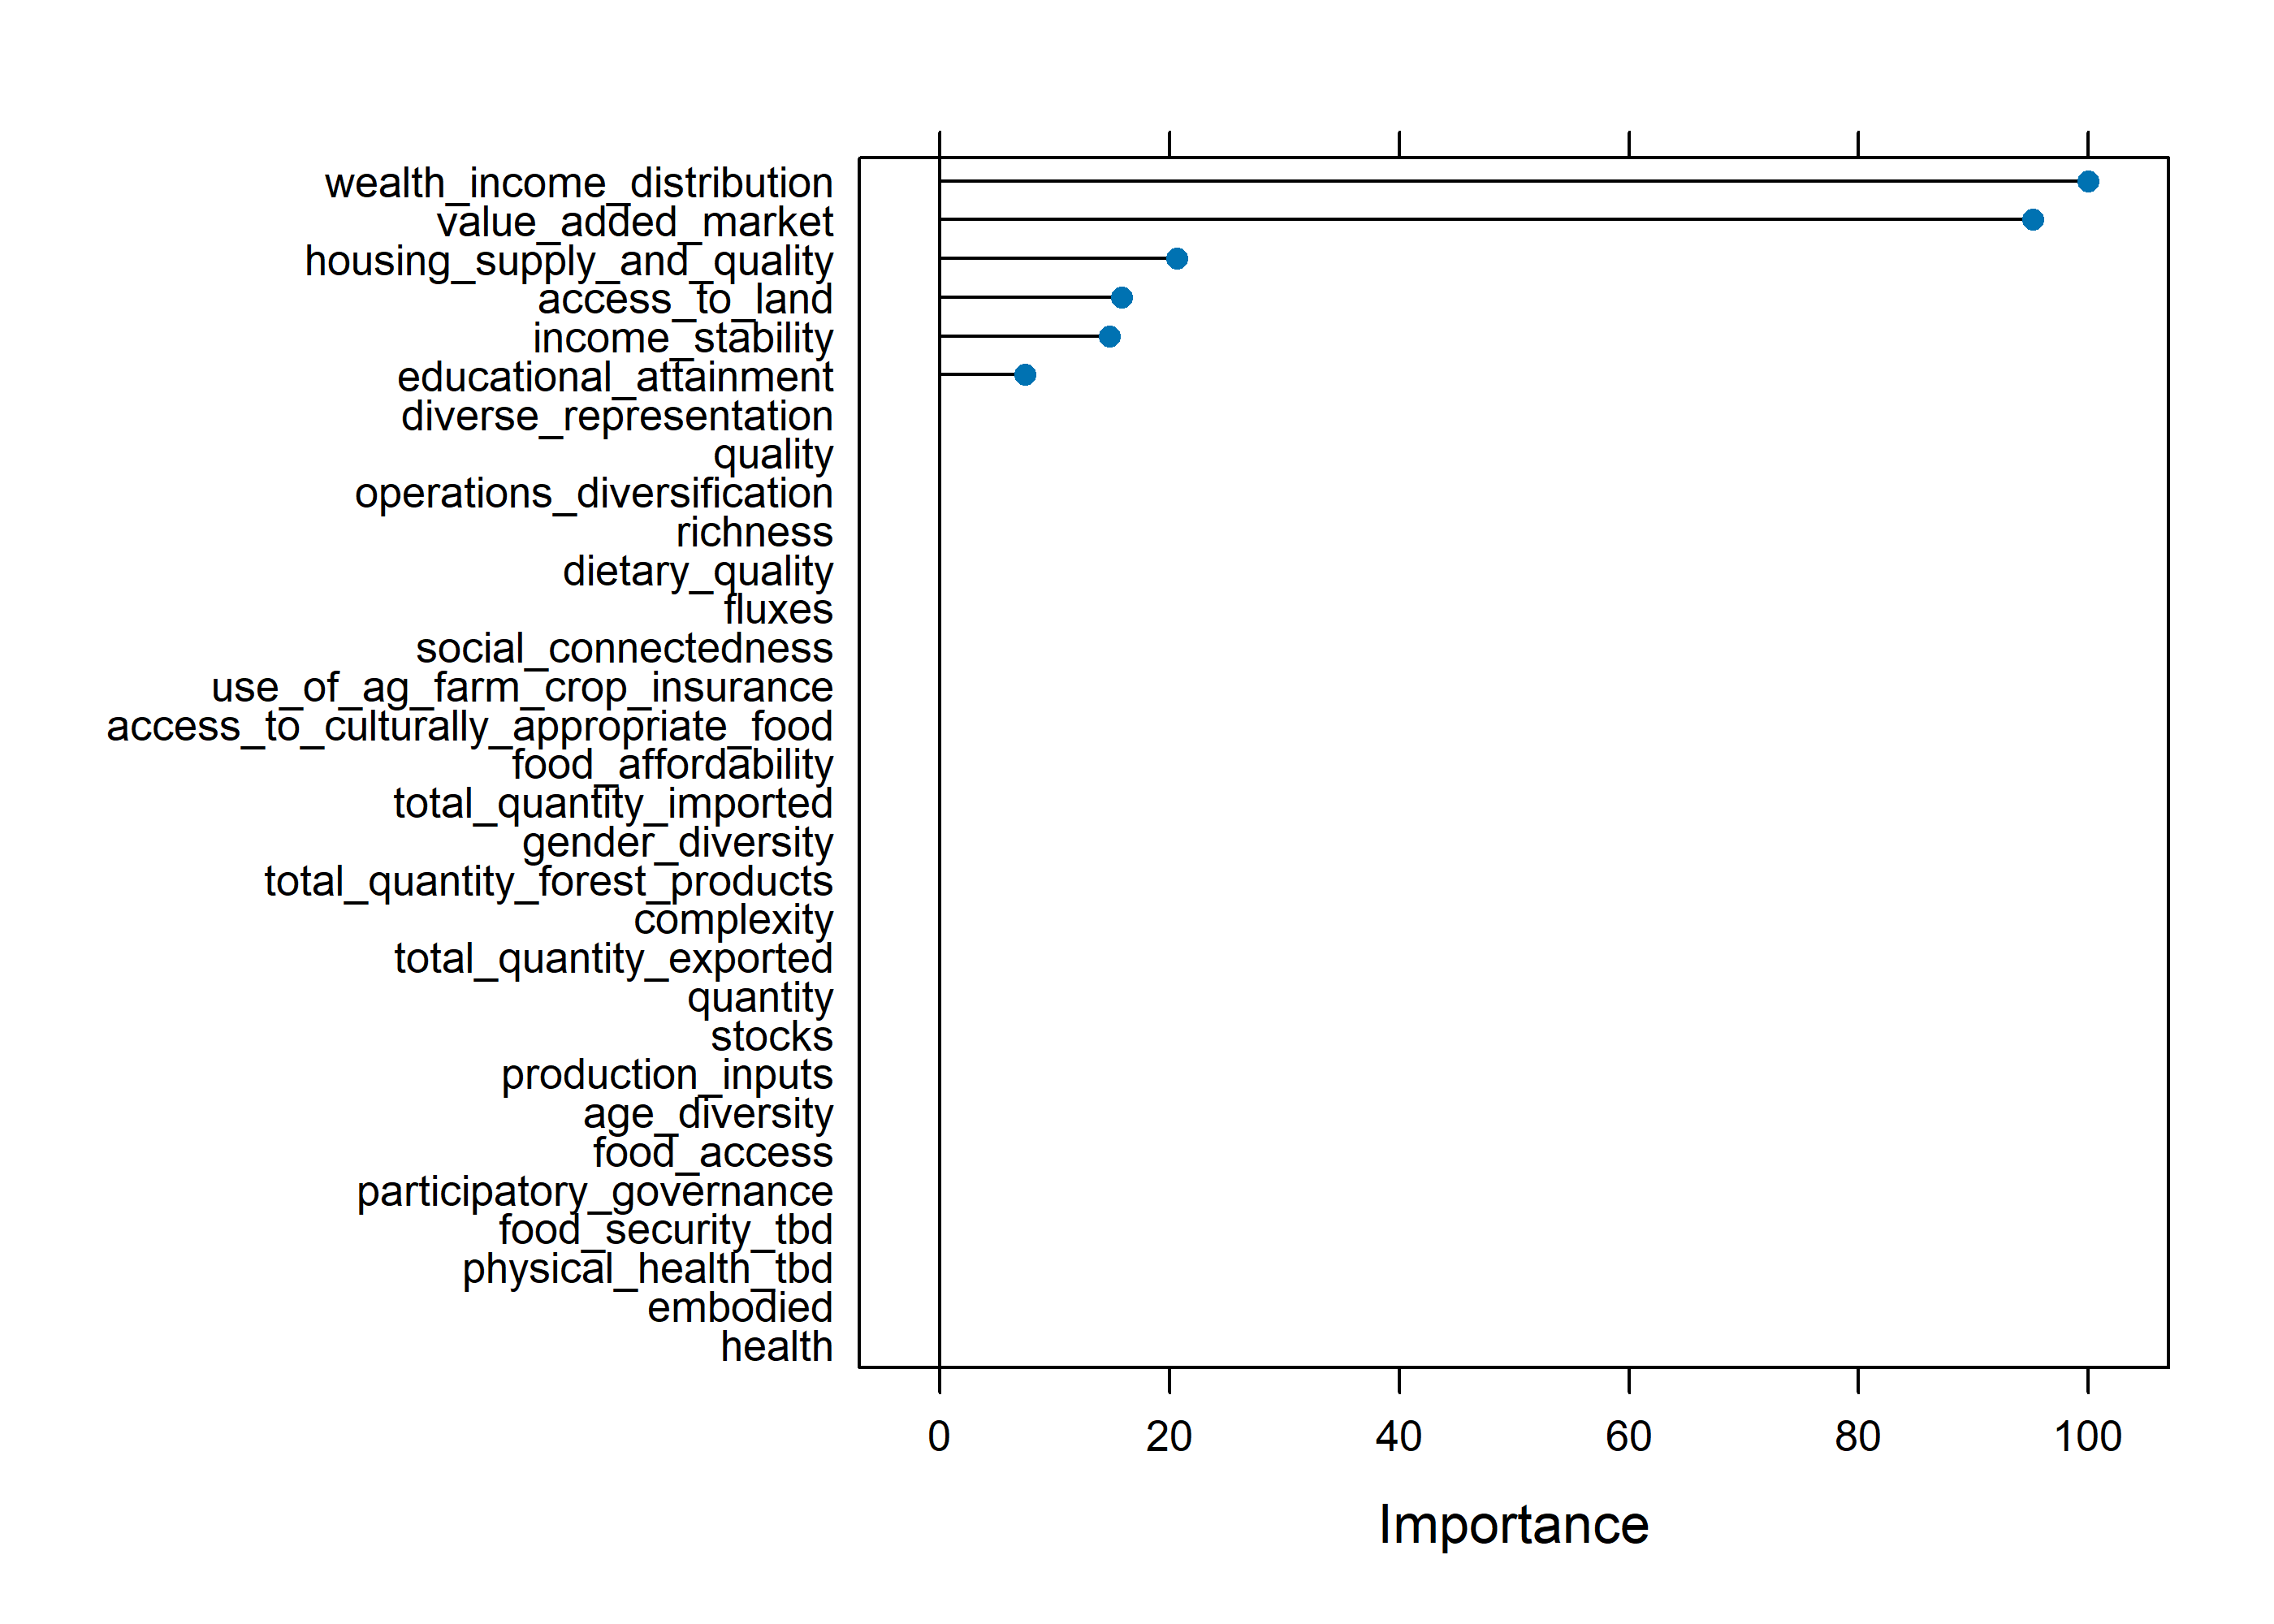 wealth_income_distribution
value_added_market
housing_supply_and_quality
access_to_land
income_stability
educational_attainment
diverse_representation
quality
operations_diversification
richness
dietary_quality
fluxes
social_connectedness
use_of_ag_farm_crop_insurance
access_to_culturally_appropriate_food
food_affordability
total_quantity_imported
gender_diversity
total_quantity_forest_products
complexity
total_quantity_exported
quantity
stocks
production_inputs
age_diversity
food_access
participatory_governance
food_security_tbd
physical_health_tbd
embodied
health
0 20 40 60 80 100
Importance